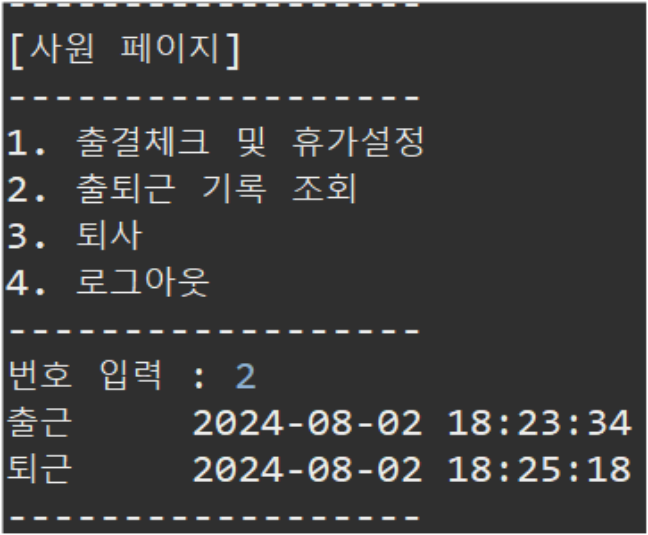 -------------------
[사원 페이지]
-------------------
1. 출결체크 및 휴가설정
2. 출퇴근 기록 조회
3. 퇴사
4. 로그아웃
-------------------
번호 입력 : 2
출근 2024-08-02 18:23:34
퇴근 2024-08-02 18:25:18
-------------------